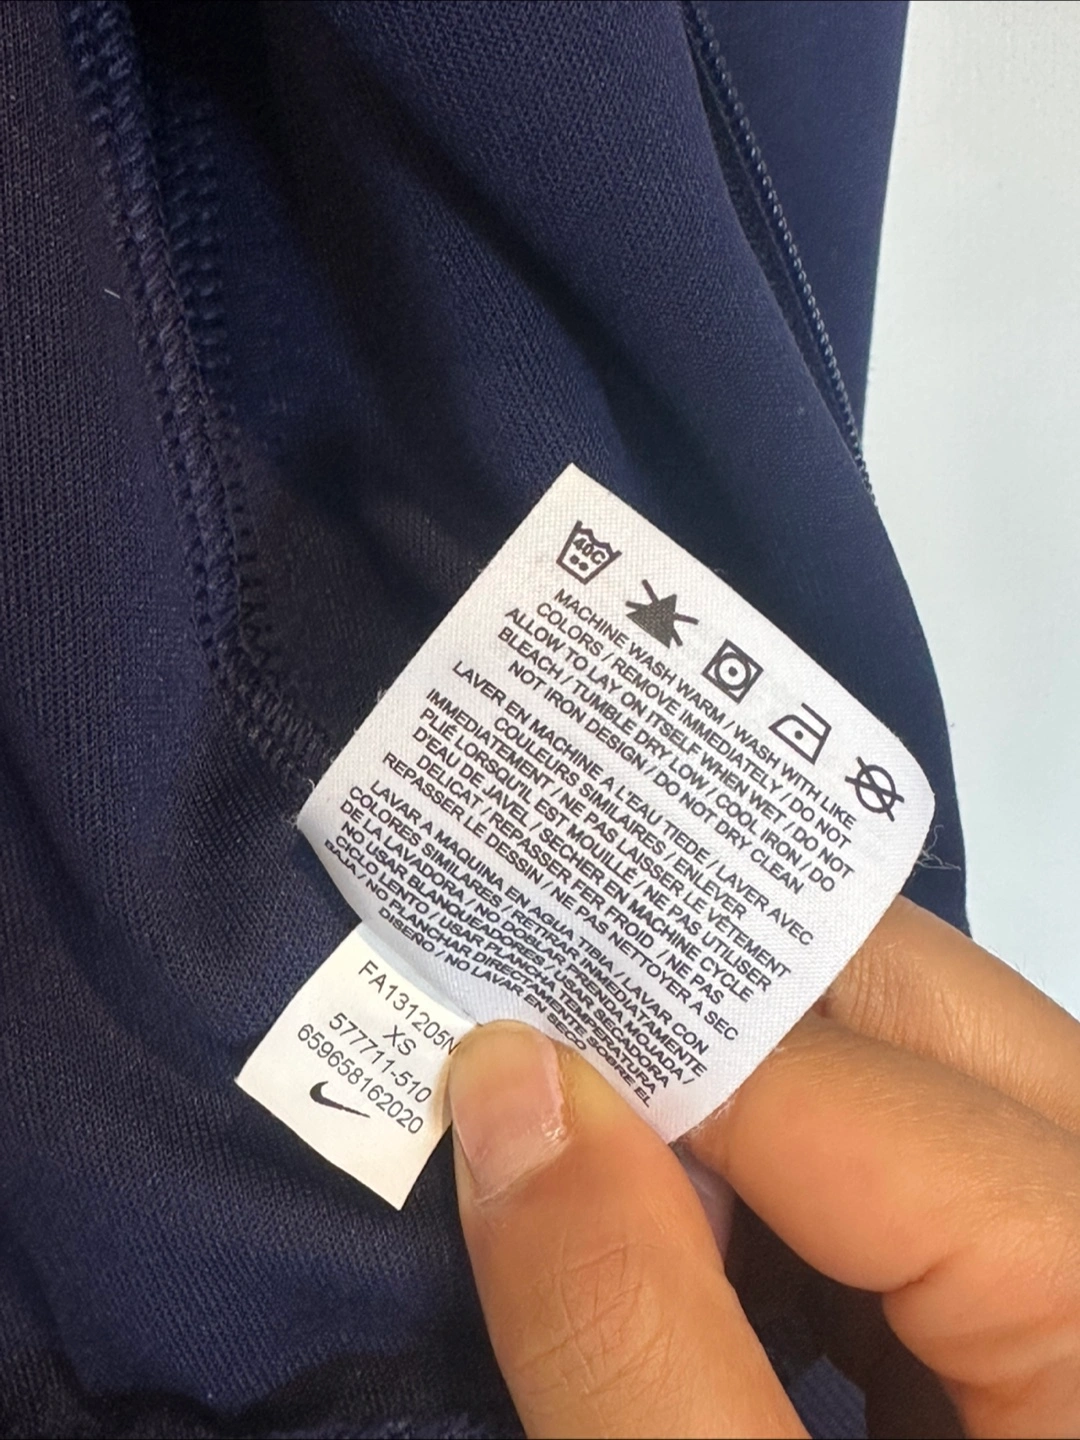 40C
MACHINE WASH WARM / WASH WITH LIKE
COLORS / REMOVE IMMEDIATELY / DO NOT
ALLOW TO LAY ON ITSELF WHEN WET / DO NOT
BLEACH / TUMBLE DRY LOW / COOL IRON / DO
NOT IRON DESIGN / DO NOT DRY CLEAN
LAVER EN MACHINE A L'EAU TIEDE / LAVER AVEC
COULEURS SIMILAIRES / ENLEVER
IMMEDIATEMENT / NE PAS LAISSER LE VÊTEMENT
PLIÉ LORSQU'IL EST MOUILLÉ / NE PAS UTILISER
D'EAU DE JAVEL / SECHER EN MACHINE CYCLE
DELICAT / REPASSER FER FROID / NE PAS
REPASSER LE DESSIN / NE PAS NETTOYER A SEC
LAVAR A MAQUINA EN AGUA TIBIA / LAVAR CON
COLORES SIMILARES / RETIRAR INMEDIATAMENTE
DE LA LAVADORA / NO DOBLAR PRENDA MOJADA /
NO USAR BLANQUEADORES / USAR SECADORA
CICLO LENTO / USAR PLANCHA TEMPERATURA
BAJA / NO PLANCHAR DIRECTAMENTE SOBRE EL
DISEÑO / NO LAVAR EN SECO
FA131205N
XS
577711-510
659658162020